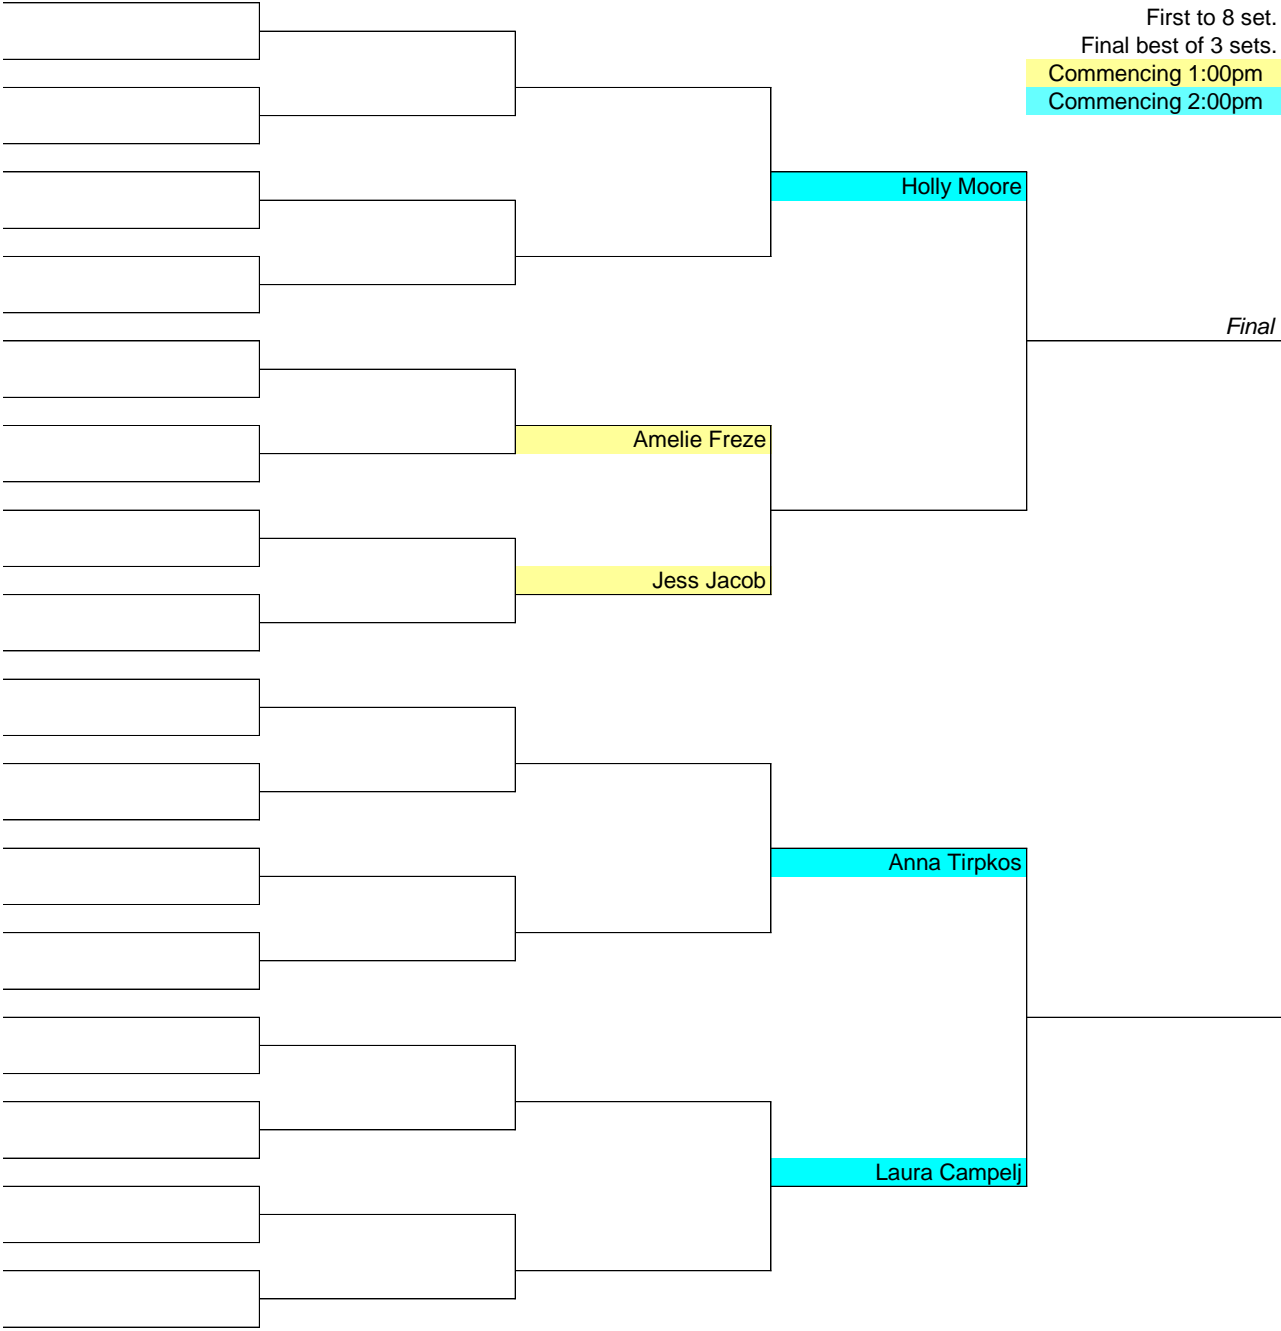 First to 8 set.
Final best of 3 sets.
Commencing 1:00pm
Commencing 2:00pm
Holly Moore
Final
Amelie Freze
Jess Jacob
Anna Tirpkos
Laura Campelj